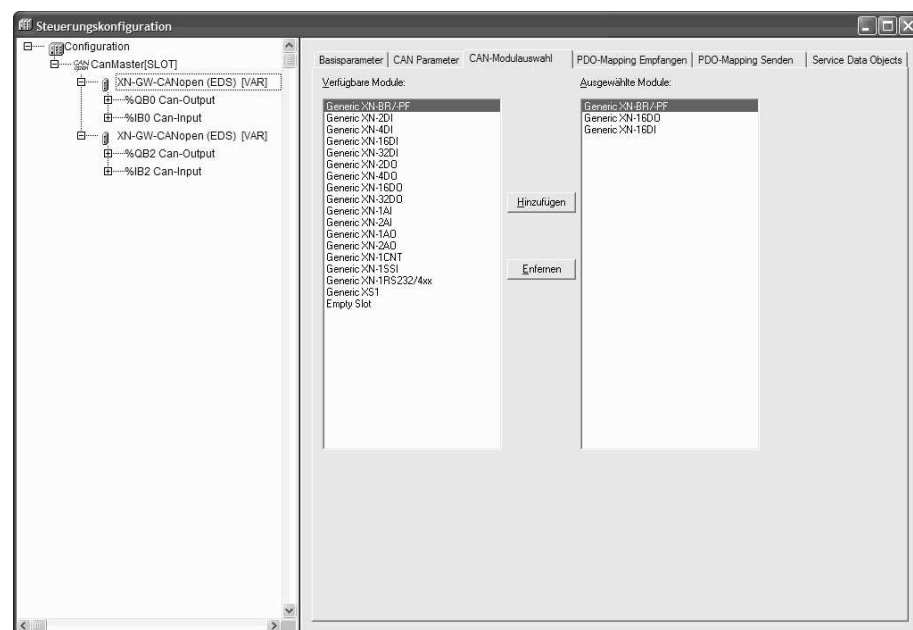 Steuerungskonfiguration
Configuration
CAN open CanMaster[SLOT]
XN-GW-CANopen (EDS) [VAR]
%QB0 Can-Output
%IB0 Can-Input
XN-GW-CANopen (EDS) [VAR]
%QB2 Can-Output
%IB2 Can-Input
Basisparameter
CAN Parameter
CAN-Modulauswahl
PDO-Mapping Empfangen
PDO-Mapping Senden
Service Data Objects
Verfügbare Module:
Generic XN-BR/-PF
Generic XN-2DI
Generic XN-4DI
Generic XN-16DI
Generic XN-32DI
Generic XN-2DO
Generic XN-4DO
Generic XN-16DO
Generic XN-32DO
Generic XN-1AI
Generic XN-2AI
Generic XN-1AO
Generic XN-2AO
Generic XN-1CNT
Generic XN-1SSI
Generic XN-1RS232/4xx
Generic XS1
Empty Slot
Hinzufügen
Enfernen
Ausgewählte Module:
Generic XN-BR/-PF
Generic XN-16DO
Generic XN-16DI